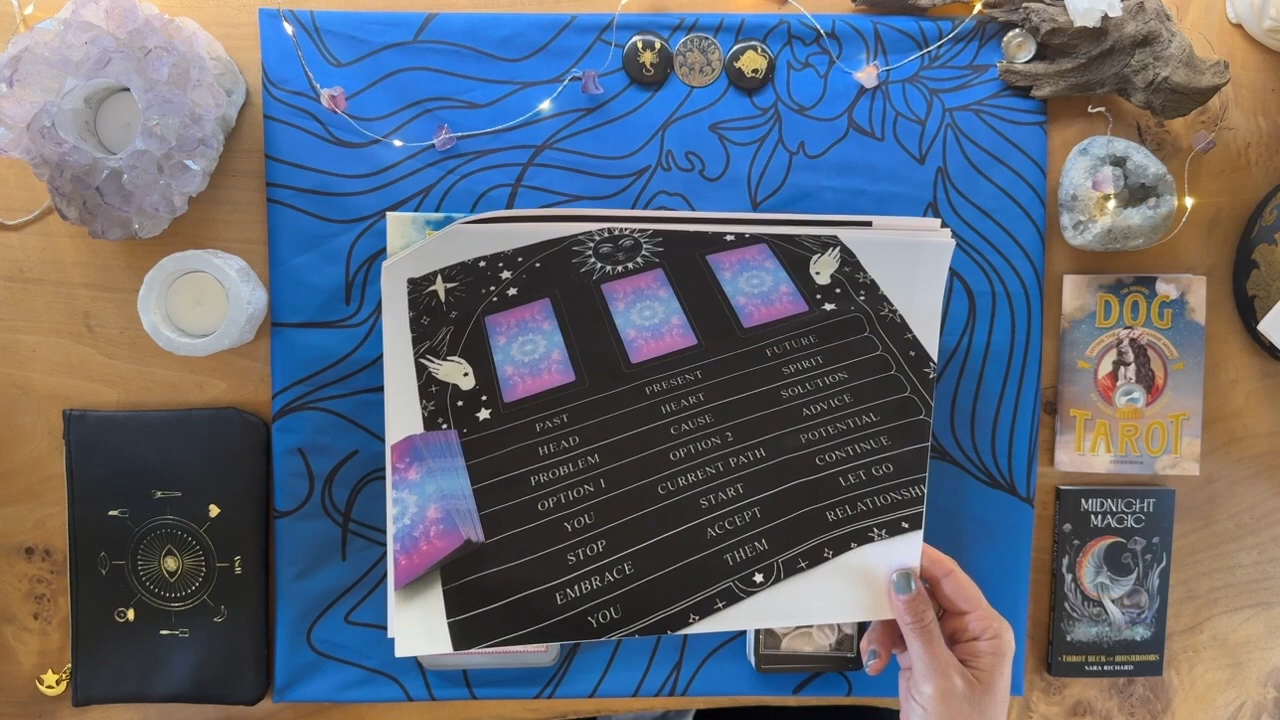 KARMA
PAST PRESENT FUTURE
HEAD HEART SPIRIT
PROBLEM CAUSE SOLUTION
OPTION 1 OPTION 2 ADVICE
YOU CURRENT PATH POTENTIAL
STOP START CONTINUE
EMBRACE ACCEPT LET GO
YOU THEM RELATIONSHI
DOG
TAROT
MIDNIGHT
MAGIC
A TAROT DECK OF MUSHROOMS
SARA RICHARD